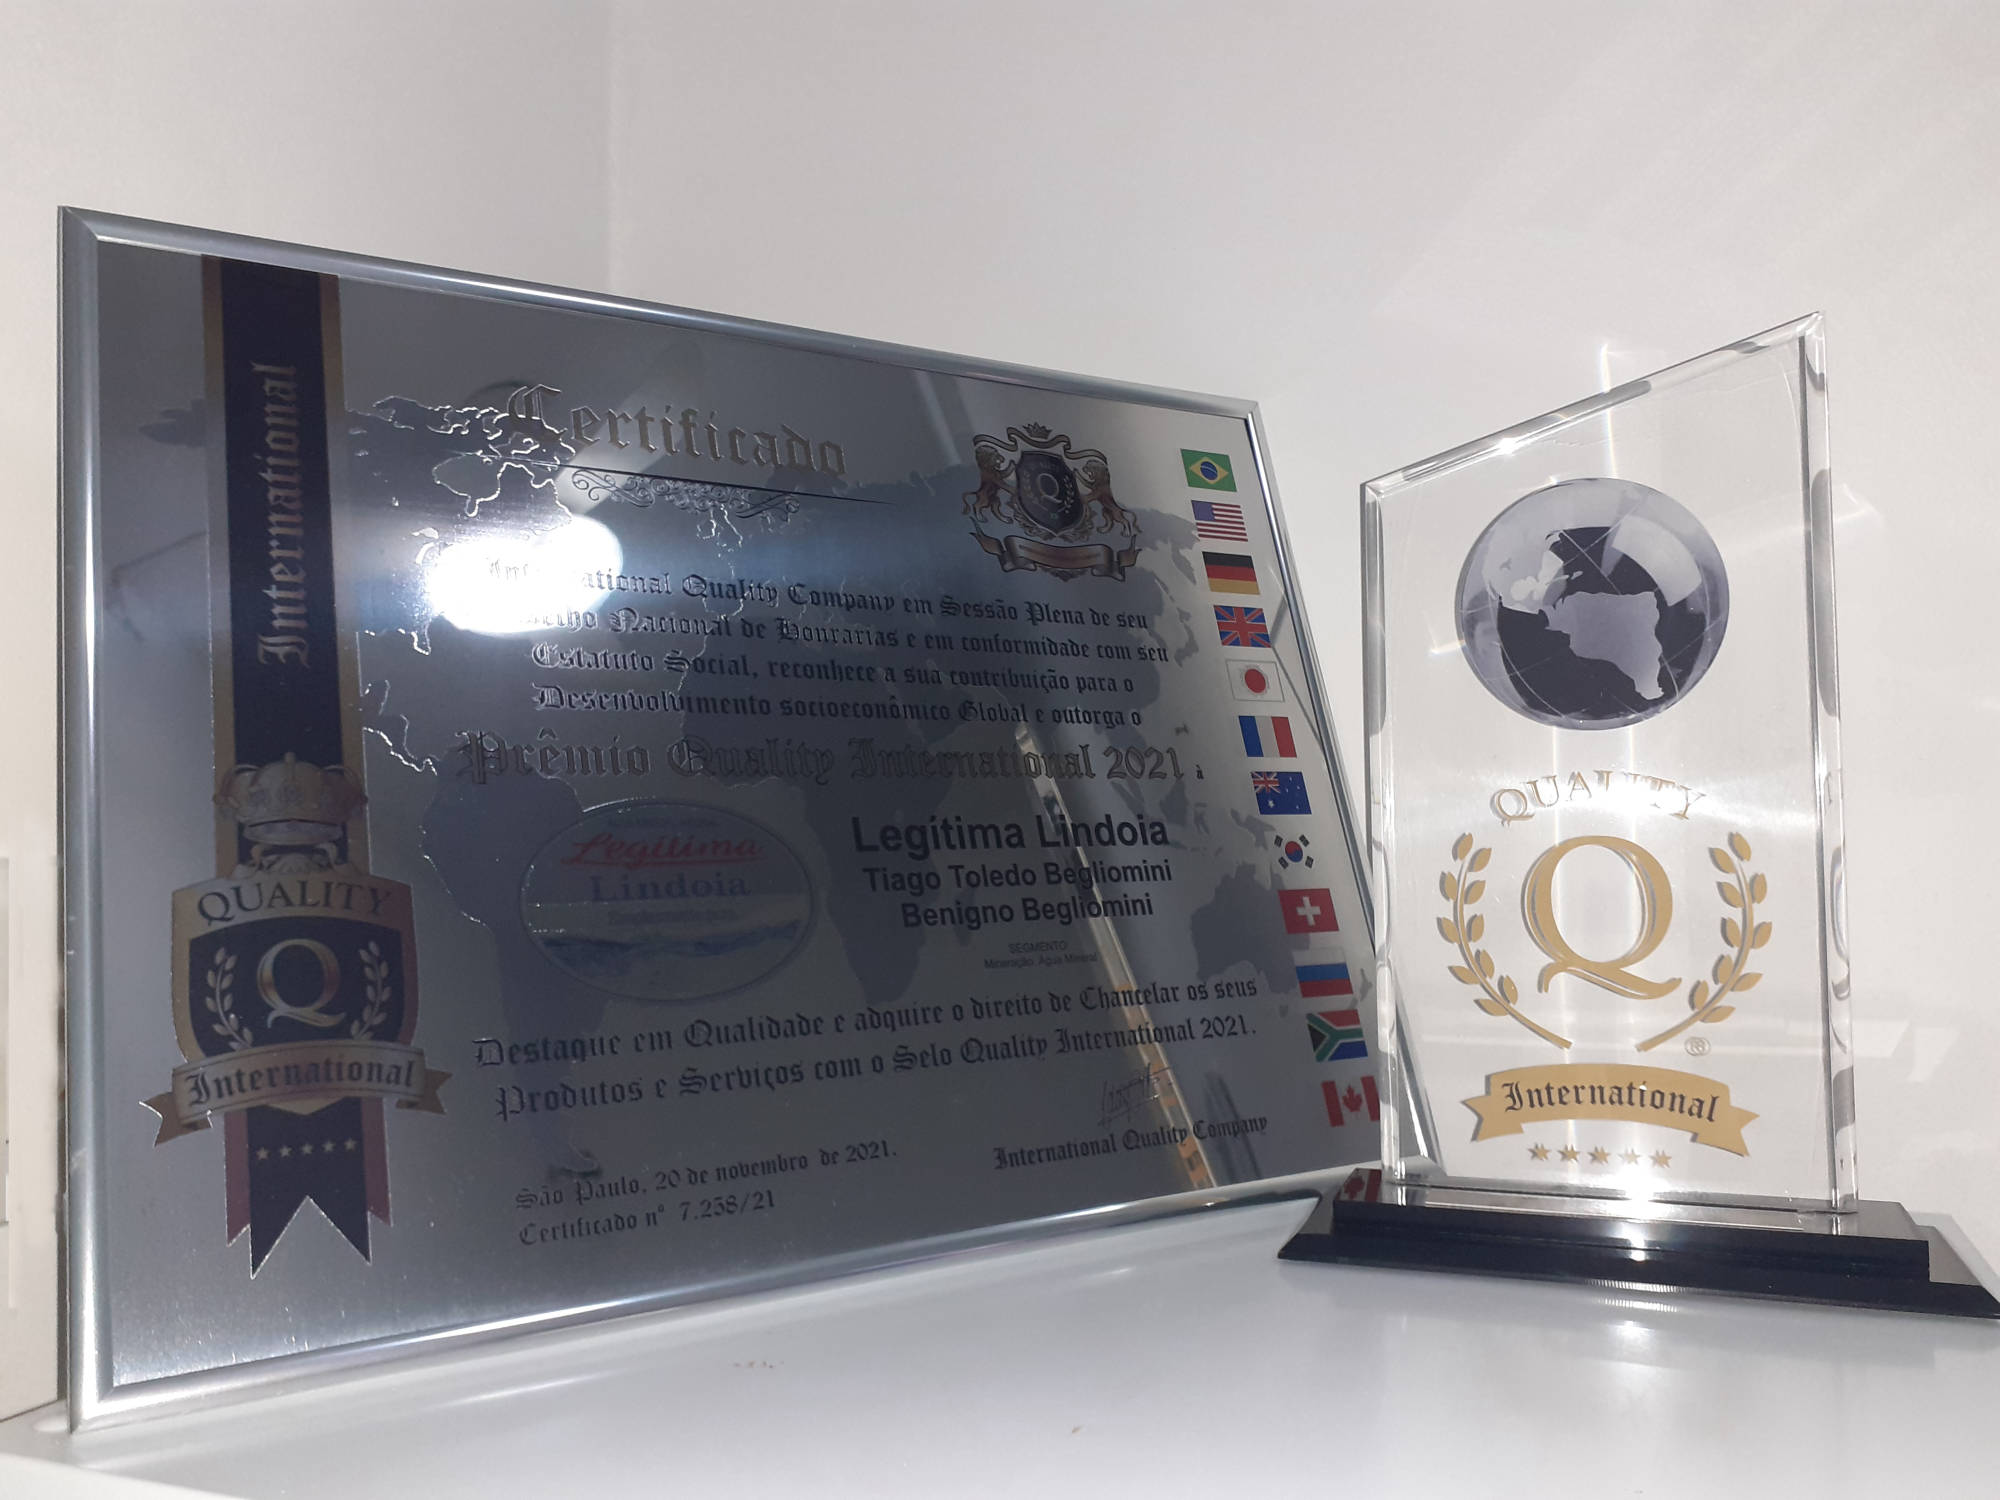 International
Certificado
International Quality Company em Sessão Plena de seu
Nacional de Honrarias e em conformidade com seu
Estatuto Social, reconhece a sua contribuição para o
Desenvolvimento socioeconômico Global e outorga o
Prêmio Quality International 2021 à
Legítima
Lindoia
Legítima Lindoia
Tiago Toledo Begliomini
Benigno Begliomini
SEGMENTO
Mineração: Água Mineral
Destaque em Qualidade e adquire o direito de Chancelar os seus
Produtos e Serviços com o Selo Quality International 2021.
São Paulo, 20 de novembro de 2021.
Certificado nº 7.258/21
International Quality Company
QUALITY
Q
International
Q
QUALITY
Q
®
International